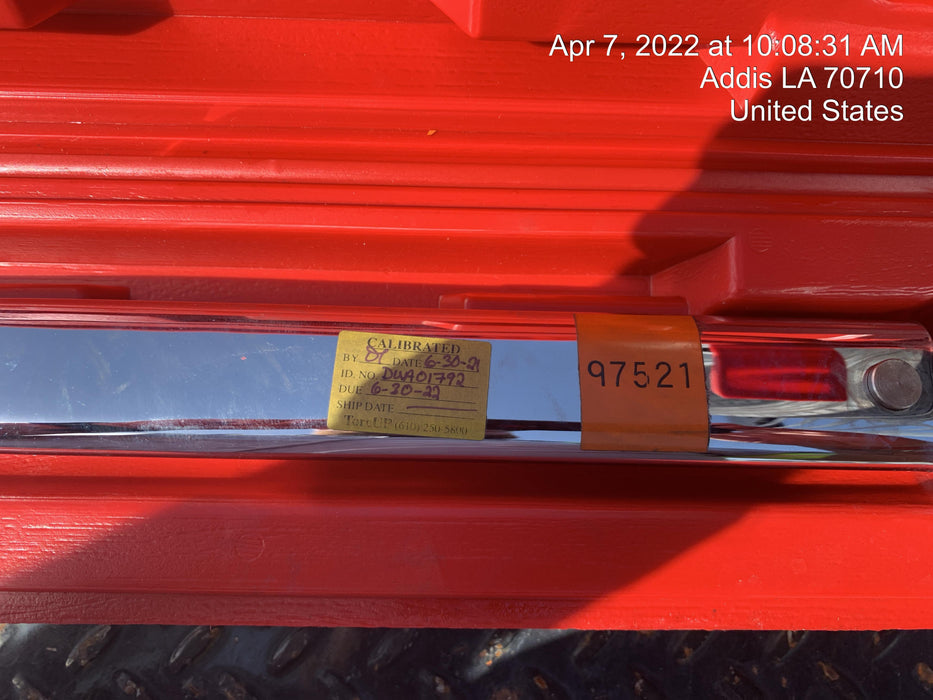 Apr 7, 2022 at 10:08:31 AM
Addis LA 70710
United States
CALIBRATED
BY DATE 6-30-21
ID. NO. DWA01792
DUE 6-30-22
SHIP DATE
TorcUP (610) 250-5800
97521